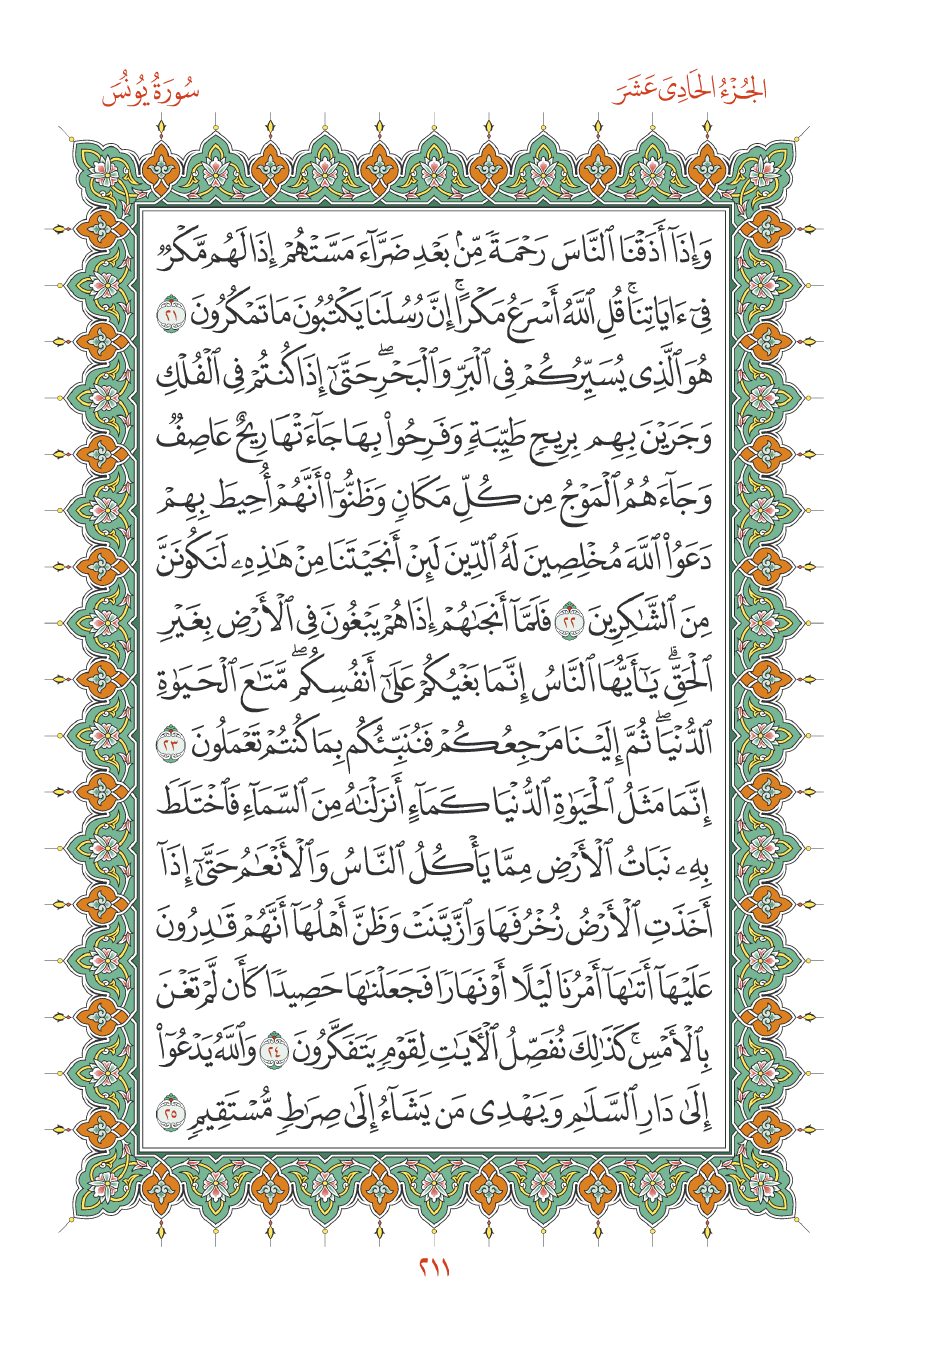 الجُزْءُ الحَادِىَ عَشَرَ
سُورَةُ يُونُسَ
وَإِذَآ أَذَقْنَا ٱلنَّاسَ رَحْمَةً مِّنۢ بَعْدِ ضَرَّآءَ مَسَّتْهُمْ إِذَا لَهُم مَّكْرٌ
فِىٓ ءَايَاتِنَاۚ قُلِ ٱللَّهُ أَسْرَعُ مَكْرًاۚ إِنَّ رُسُلَنَا يَكْتُبُونَ مَا تَمْكُرُونَ ٢١
هُوَ ٱلَّذِى يُسَيِّرُكُمْ فِى ٱلْبَرِّ وَٱلْبَحْرِۖ حَتَّىٰٓ إِذَا كُنتُمْ فِى ٱلْفُلْكِ
وَجَرَيْنَ بِهِم بِرِيحٍ طَيِّبَةٍ وَفَرِحُوا۟ بِهَا جَآءَتْهَا رِيحٌ عَاصِفٌ
وَجَآءَهُمُ ٱلْمَوْجُ مِن كُلِّ مَكَانٍ وَظَنُّوٓا۟ أَنَّهُمْ أُحِيطَ بِهِمْ
دَعَوُا۟ ٱللَّهَ مُخْلِصِينَ لَهُ ٱلدِّينَ لَئِنْ أَنجَيْتَنَا مِنْ هَـٰذِهِۦ لَنَكُونَنَّ
مِنَ ٱلشَّـٰكِرِينَ ٢٢ فَلَمَّآ أَنجَىٰهُمْ إِذَا هُمْ يَبْغُونَ فِى ٱلْأَرْضِ بِغَيْرِ
ٱلْحَقِّۗ يَـٰٓأَيُّهَا ٱلنَّاسُ إِنَّمَا بَغْيُكُمْ عَلَىٰٓ أَنفُسِكُمۖ مَّتَـٰعَ ٱلْحَيَوٰةِ
ٱلدُّنْيَاۖ ثُمَّ إِلَيْنَا مَرْجِعُكُمْ فَنُنَبِّئُكُم بِمَا كُنتُمْ تَعْمَلُونَ ٢٣
إِنَّمَا مَثَلُ ٱلْحَيَوٰةِ ٱلدُّنْيَا كَمَآءٍ أَنزَلْنَـٰهُ مِنَ ٱلسَّمَآءِ فَٱخْتَلَطَ
بِهِۦ نَبَاتُ ٱلْأَرْضِ مِمَّا يَأْكُلُ ٱلنَّاسُ وَٱلْأَنْعَـٰمُ حَتَّىٰٓ إِذَآ
أَخَذَتِ ٱلْأَرْضُ زُخْرُفَهَا وَٱزَّيَّنَتْ وَظَنَّ أَهْلُهَآ أَنَّهُمْ قَـٰدِرُونَ
عَلَيْهَآ أَتَىٰهَآ أَمْرُنَا لَيْلًا أَوْ نَهَارًا فَجَعَلْنَـٰهَا حَصِيدًا كَأَن لَّمْ تَغْنَ
بِٱلْأَمْسِۚ كَذَٰلِكَ نُفَصِّلُ ٱلْـَٔايَـٰتِ لِقَوْمٍ يَتَفَكَّرُونَ ٢٤ وَٱللَّهُ يَدْعُوٓا۟
إِلَىٰ دَارِ ٱلسَّلَـٰمِ وَيَهْدِى مَن يَشَآءُ إِلَىٰ صِرَٰطٍ مُّسْتَقِيمٍ ٢٥
٢١١